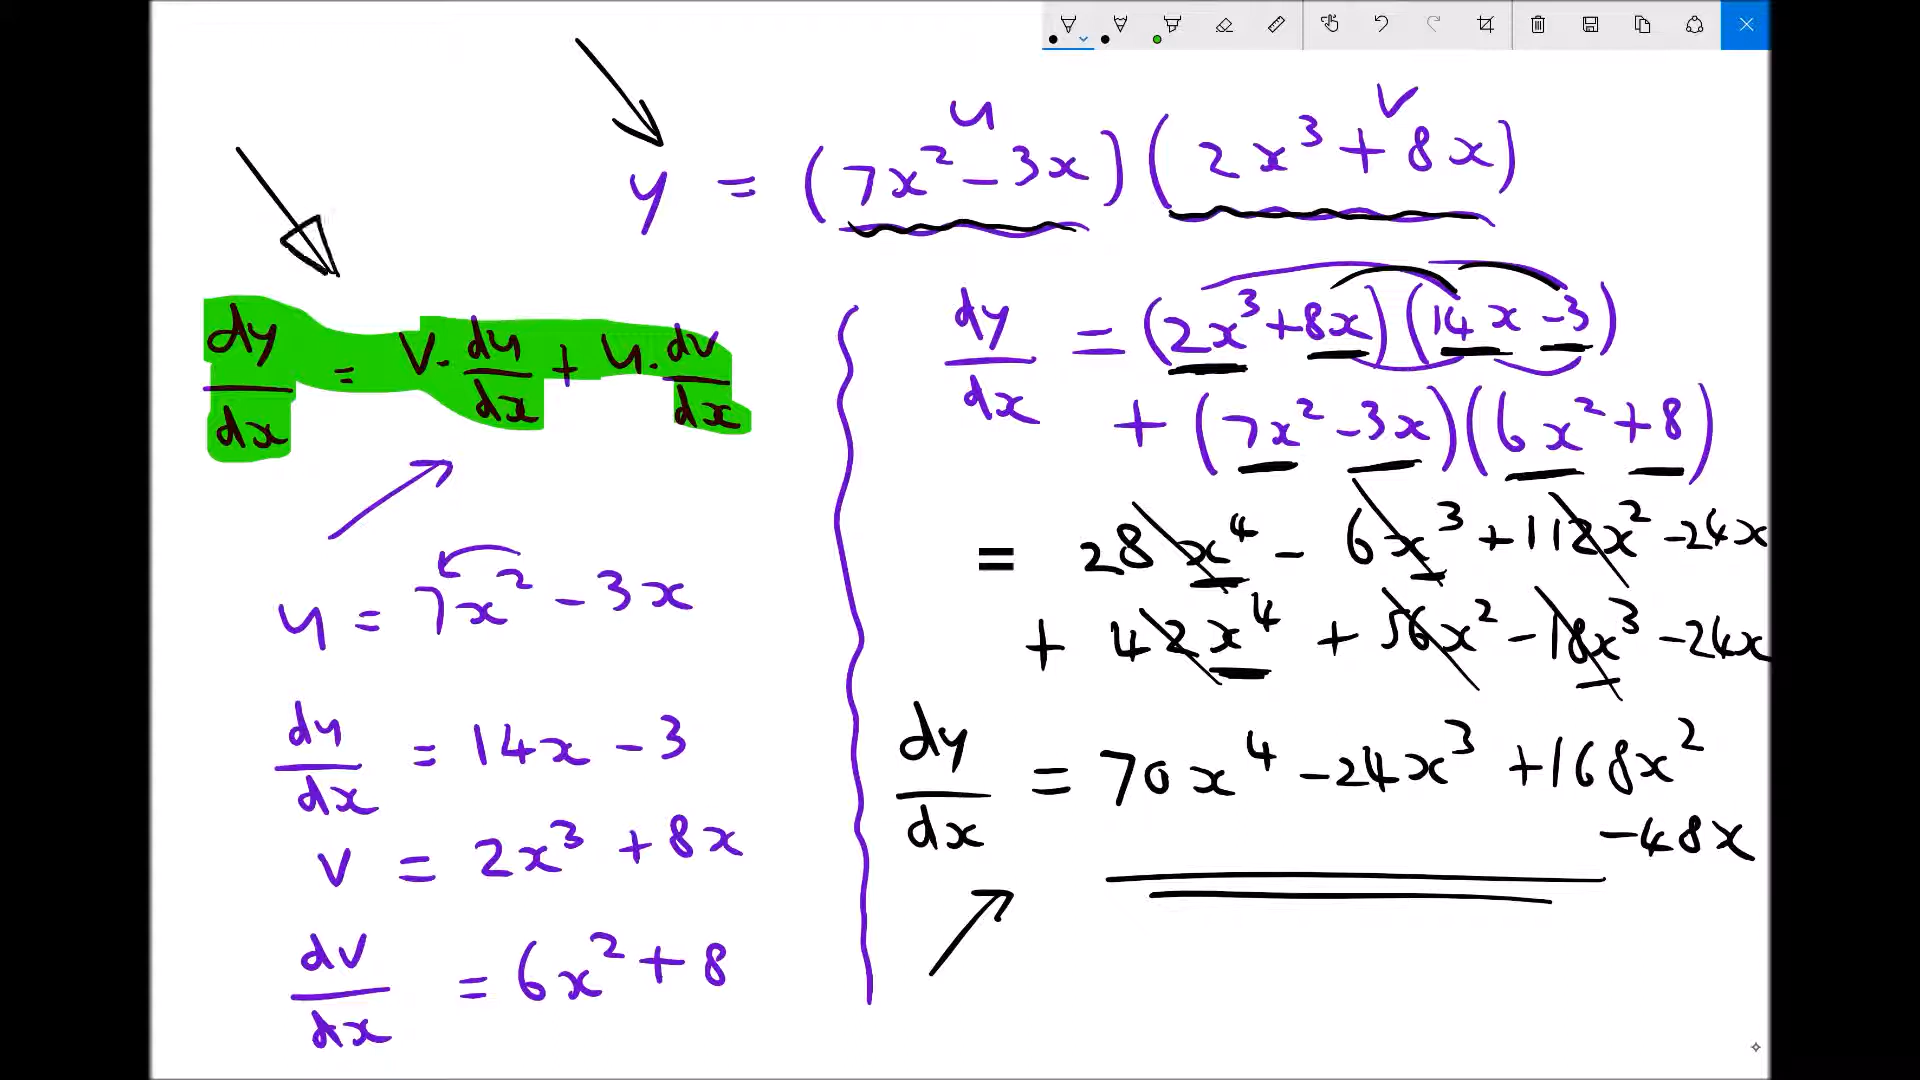 u v
y = (7x² - 3x)(2x³ + 8x)
dy/dx = v·du/dx + u·dv/dx
u = 7x² - 3x
dy/dx = 14x - 3
v = 2x³ + 8x
dv/dx = 6x² + 8
dy/dx = (2x³ + 8x)(14x - 3)
+ (7x² - 3x)(6x² + 8)
= 28x⁴ - 6x³ + 112x² - 24x
+ 42x⁴ + 56x² - 18x³ - 24x
dy/dx = 70x⁴ - 24x³ + 168x²
- 48x